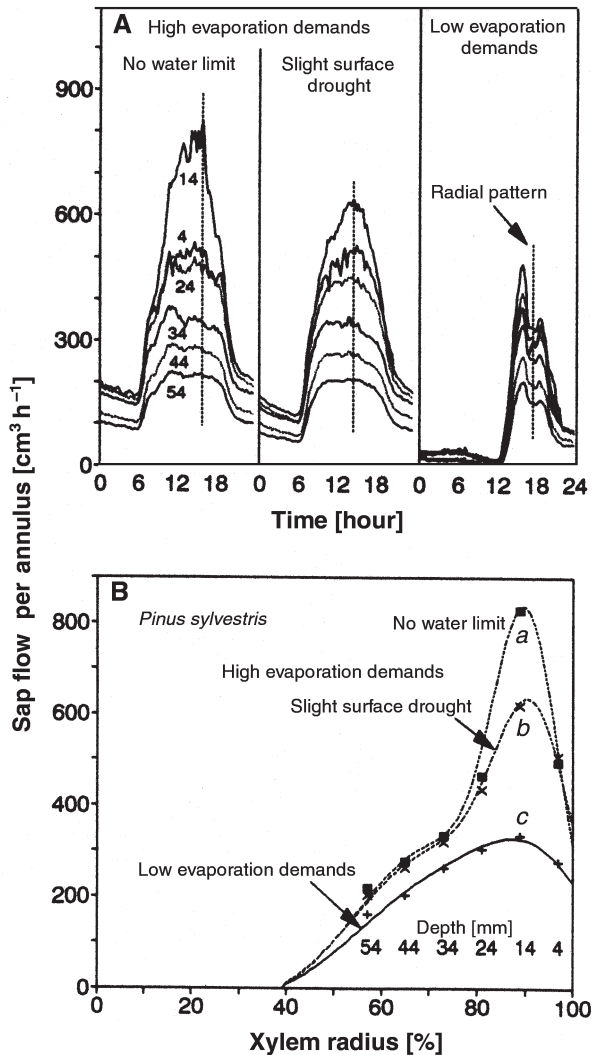 A High evaporation demands
Low evaporation
demands
No water limit
Slight surface
drought
900
600
300
0
14
4
24
34
44
54
Radial pattern
0 6 12 18 0 6 12 18 0 6 12 18 24
Time [hour]
Sap flow per annulus [cm³ h⁻¹]
B
Pinus sylvestris
No water limit
a
High evaporation demands
Slight surface drought
b
c
Low evaporation demands
Depth [mm]
54 44 34 24 14 4
800
600
400
200
0
0 20 40 60 80 100
Xylem radius [%]